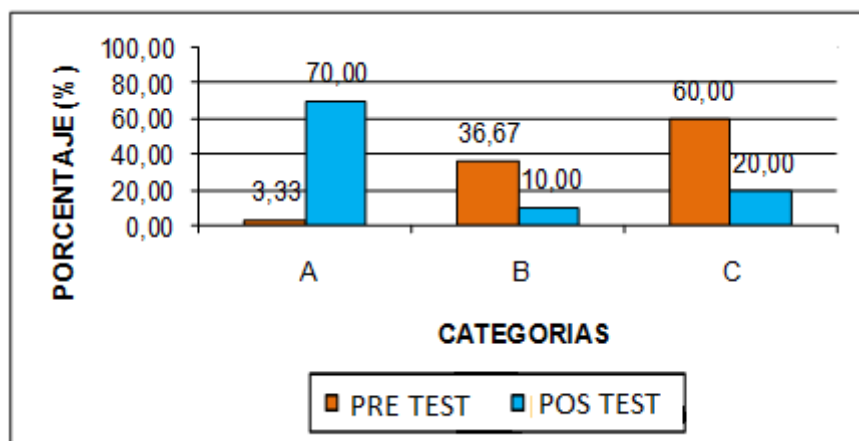 PORCENTAJE (%)
100,00
80,00
60,00
40,00
20,00
0,00
3,33
70,00
36,67
10,00
60,00
20,00
A
B
C
CATEGORIAS
PRE TEST
POS TEST